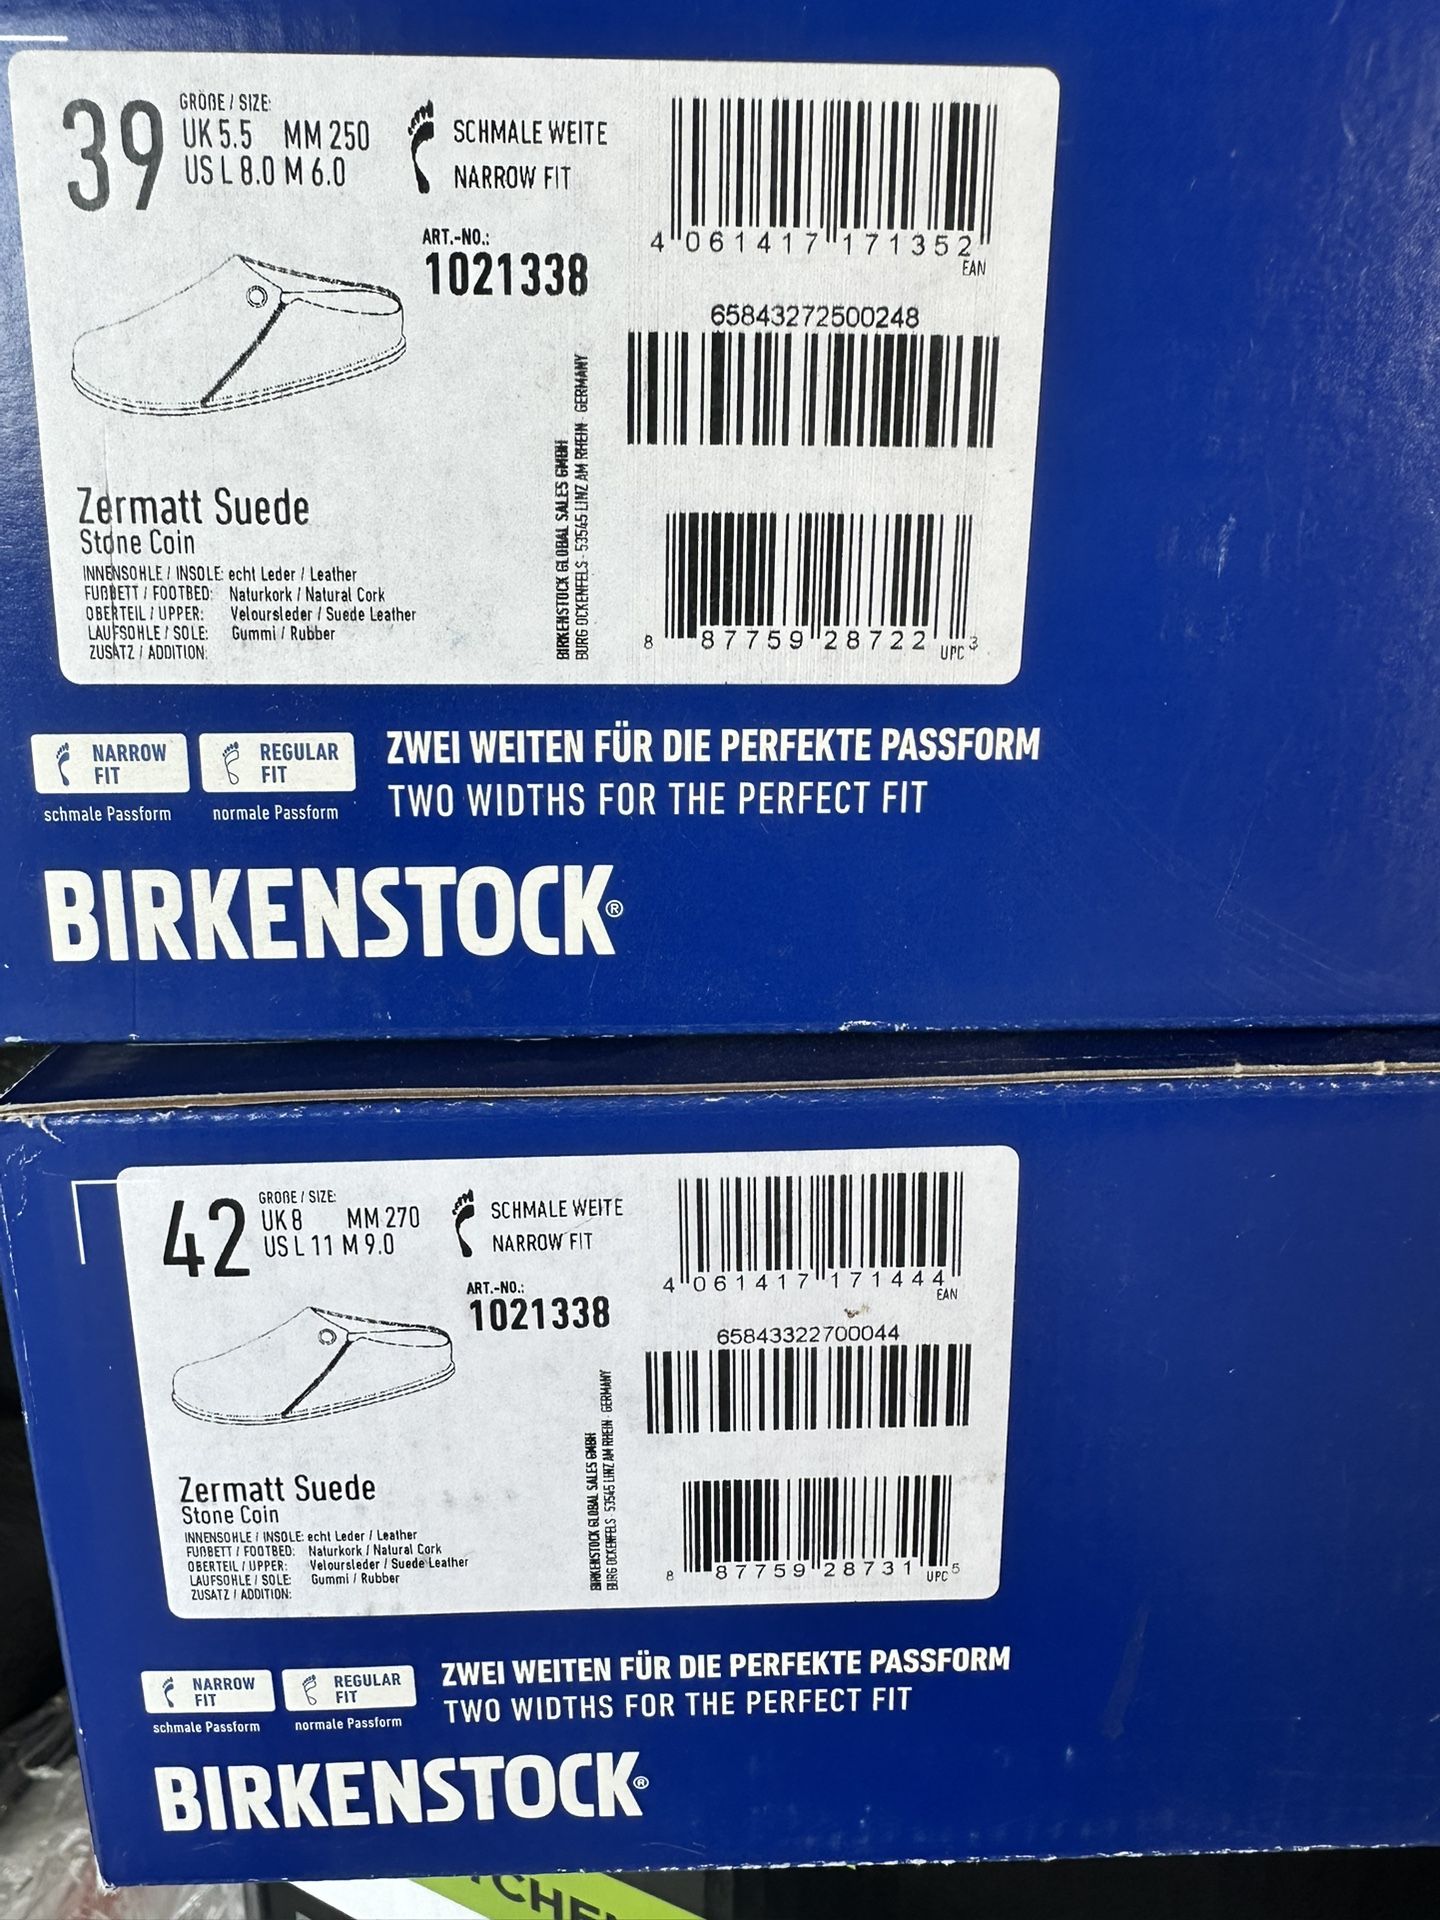 39
GRÖßE / SIZE:
UK 5.5 MM 250
US L 8.0 M 6.0
SCHMALE WEITE
NARROW FIT
ART.-NO.:
1021338
4 061417 171352
EAN
65843272500248
8 87759 28722 3
UPC
BIRKENSTOCK GLOBAL SALES GMBH
BURG OCKENFELS - 53545 LINZ AM RHEIN - GERMANY
Zermatt Suede
Stone Coin
INNENSOHLE / INSOLE: echt Leder / Leather
FUßBETT / FOOTBED: Naturkork / Natural Cork
OBERTEIL / UPPER: Veloursleder / Suede Leather
LAUFSOHLE / SOLE: Gummi / Rubber
ZUSATZ / ADDITION:
NARROW FIT
schmale Passform
REGULAR FIT
normale Passform
ZWEI WEITEN FÜR DIE PERFEKTE PASSFORM
TWO WIDTHS FOR THE PERFECT FIT
BIRKENSTOCK®
42
GRÖßE / SIZE:
UK 8 MM 270
US L 11 M 9.0
SCHMALE WEITE
NARROW FIT
ART.-NO.:
1021338
4 061417 171444
EAN
65843322700044
8 87759 28731 5
UPC
BIRKENSTOCK GLOBAL SALES GMBH
BURG OCKENFELS - 53545 LINZ AM RHEIN - GERMANY
Zermatt Suede
Stone Coin
INNENSOHLE / INSOLE: echt Leder / Leather
FUßBETT / FOOTBED: Naturkork / Natural Cork
OBERTEIL / UPPER: Veloursleder / Suede Leather
LAUFSOHLE / SOLE: Gummi / Rubber
ZUSATZ / ADDITION:
NARROW FIT
schmale Passform
REGULAR FIT
normale Passform
ZWEI WEITEN FÜR DIE PERFEKTE PASSFORM
TWO WIDTHS FOR THE PERFECT FIT
BIRKENSTOCK®